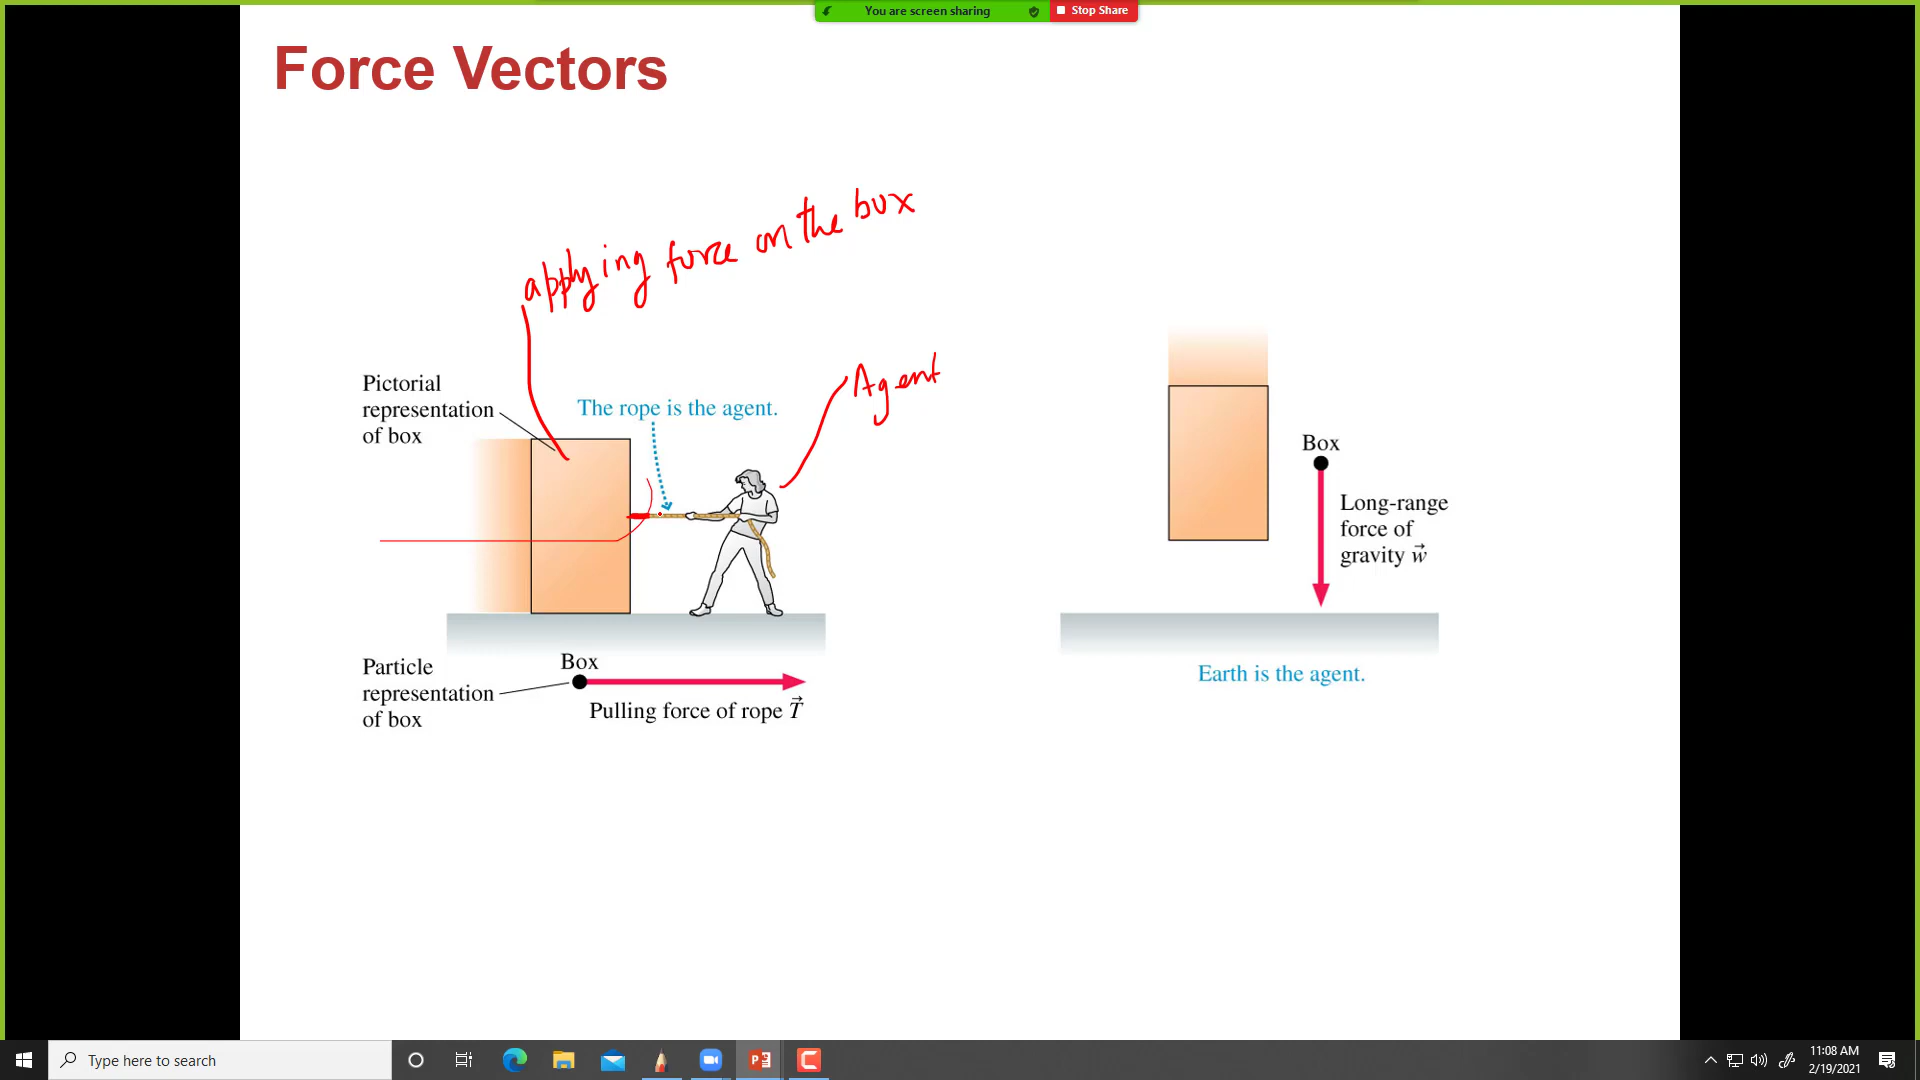 You are screen sharing
Stop Share
Force Vectors
applying force on the box
Agent
Pictorial
representation
of box
The rope is the agent.
Box
Long-range
force of
gravity w⃗
Particle
representation
of box
Box
Pulling force of rope T⃗
Earth is the agent.
Type here to search
11:08 AM
2/19/2021